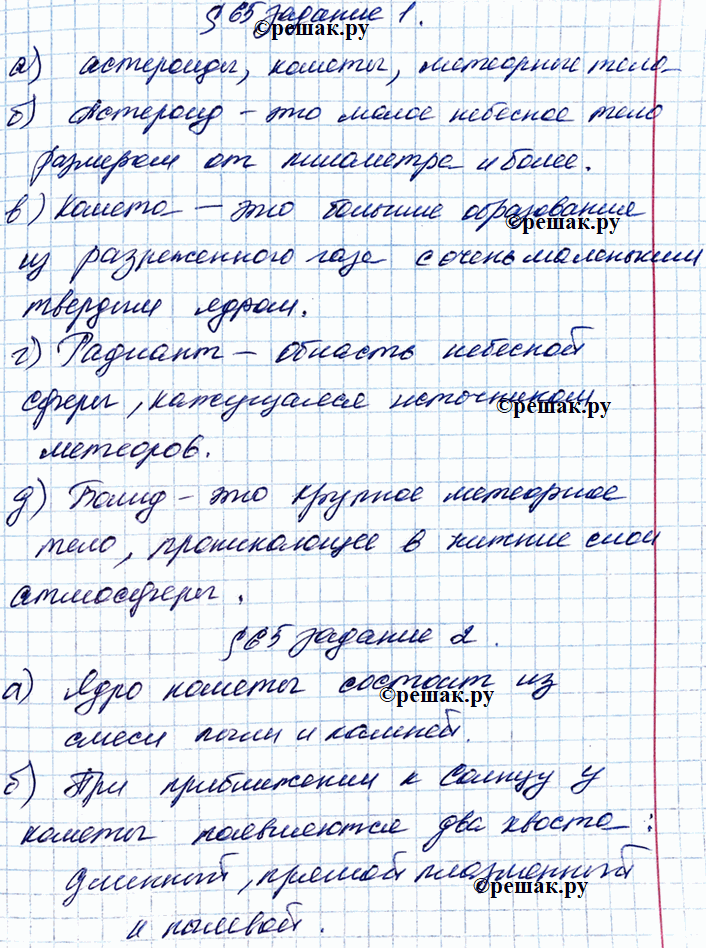 § 65 задание 1.
©решак.ру
а) астероиды, кометы, метеорные тела
б) Астероид – это малое небесное тело
размером от километра и более.
в) Комета – это большие образования
©решак.ру
из разреженного газа с очень маленьким
твердым ядром.
г) Радиант – область небесной
сферы, кажущаяся источником
©решак.ру
метеоров.
д) Болид – это крупное метеорное
тело, проникающее в нижние слои
атмосферы.
§ 65 задание 2.
а) Ядро кометы состоит из
©решак.ру
смеси пыли и камней.
б) При приближении к Солнцу у
кометы появляются два хвоста:
длинный, прямой плазменный
©решак.ру
и пылевой.